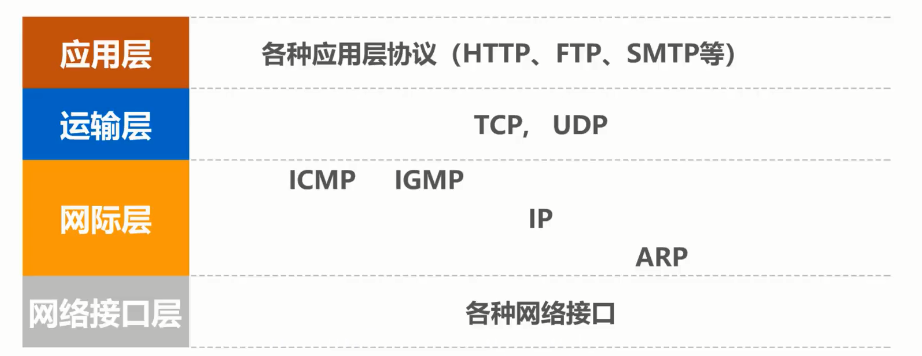 应用层 各种应用层协议（HTTP、FTP、SMTP等）
运输层 TCP, UDP
ICMP IGMP
网际层 IP
ARP
网络接口层 各种网络接口